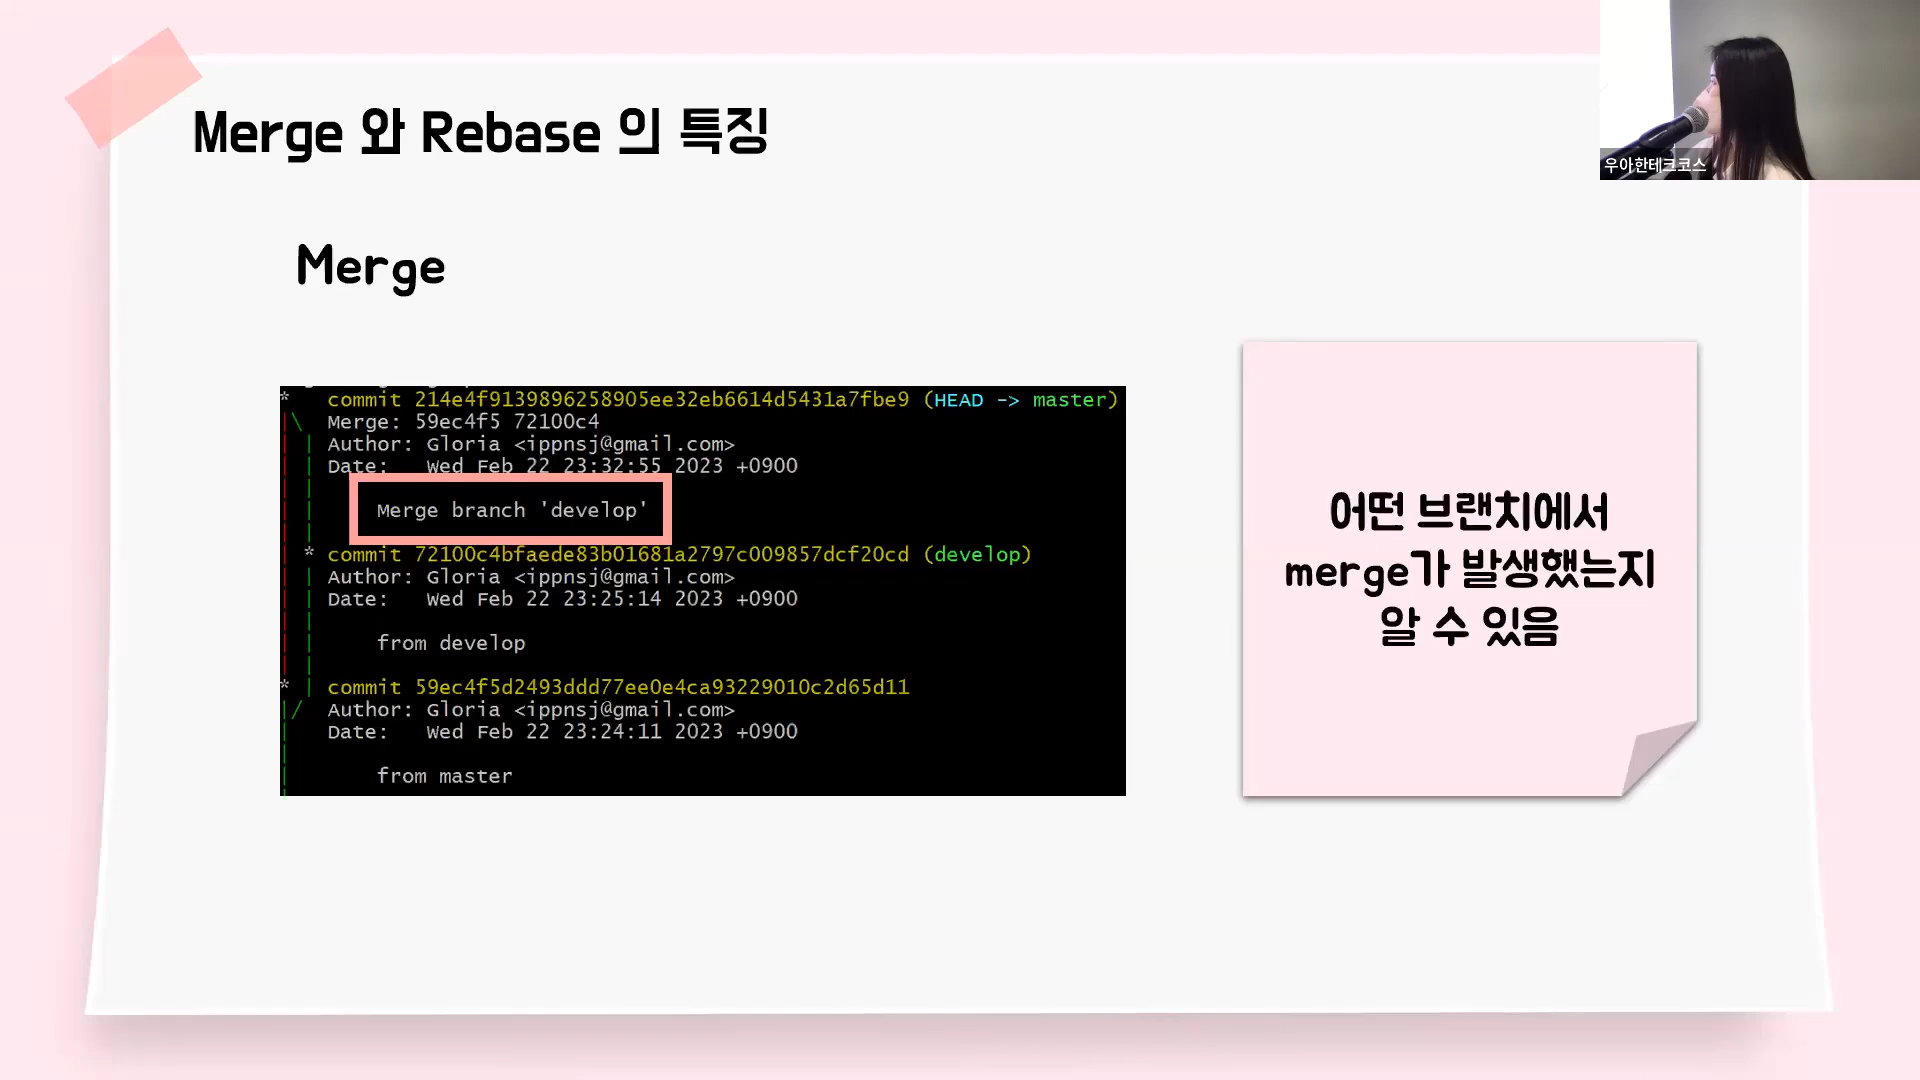 Merge 와 Rebase 의 특징
우아한테크코스
Merge
* commit 214e4f9139896258905ee32eb6614d5431a7fbe9 (HEAD -> master)
|\ Merge: 59ec4f5 72100c4
| | Author: Gloria <ippnsj@gmail.com>
| | Date: Wed Feb 22 23:32:55 2023 +0900
| | Merge branch 'develop'
| * commit 72100c4bfaede83b01681a2797c009857dcf20cd (develop)
| | Author: Gloria <ippnsj@gmail.com>
| | Date: Wed Feb 22 23:25:14 2023 +0900
| | from develop
* | commit 59ec4f5d2493ddd77ee0e4ca93229010c2d65d11
|/ Author: Gloria <ippnsj@gmail.com>
| Date: Wed Feb 22 23:24:11 2023 +0900
| from master
어떤 브랜치에서
merge가 발생했는지
알 수 있음